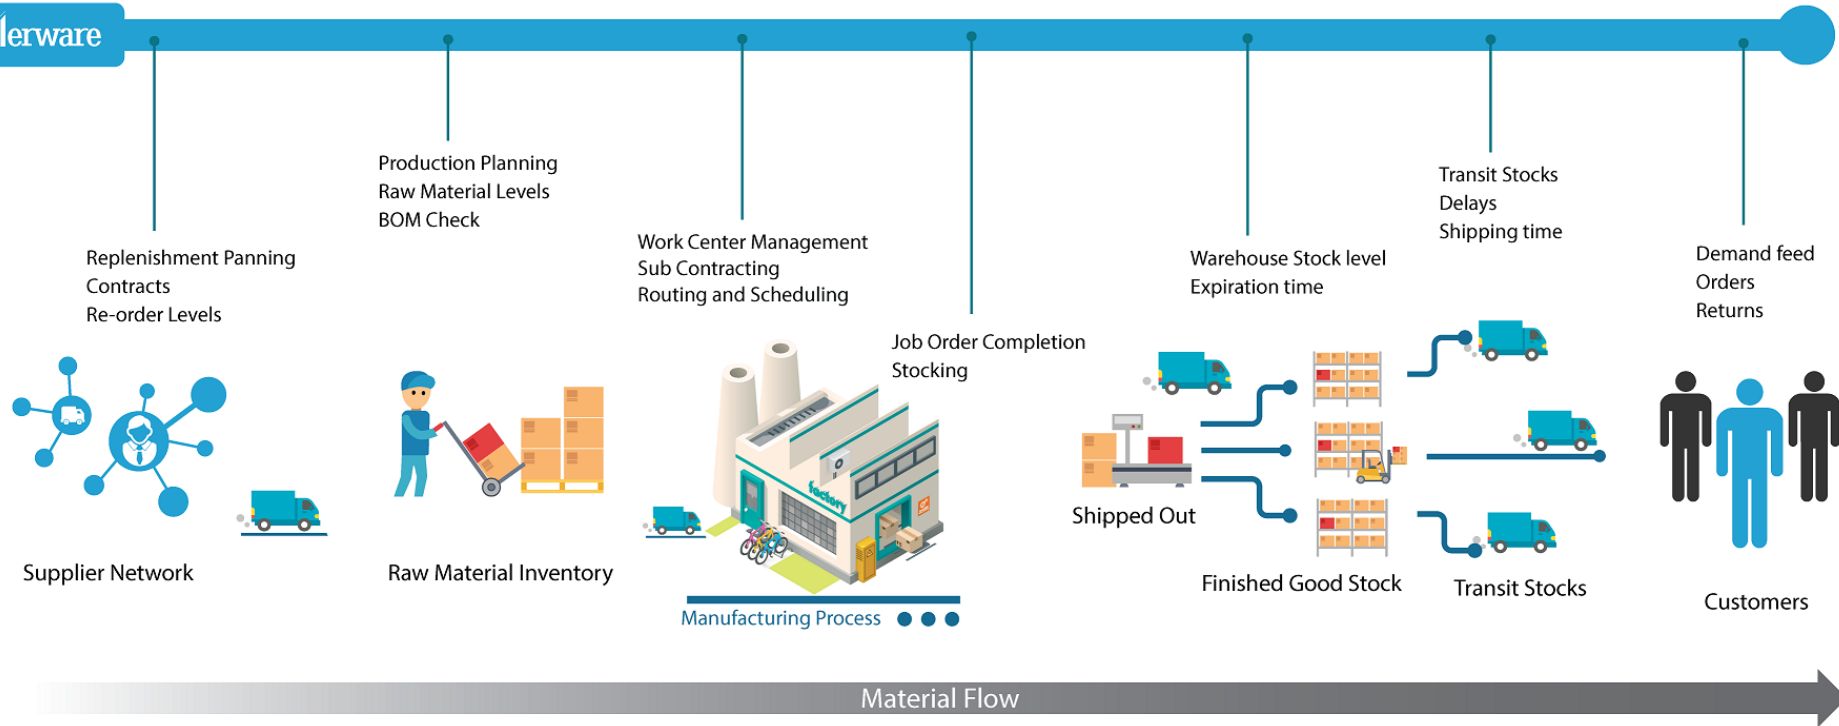 lerware
Production Planning
Raw Material Levels
BOM Check
Transit Stocks
Delays
Shipping time
Work Center Management
Sub Contracting
Routing and Scheduling
Replenishment Panning
Contracts
Re-order Levels
Warehouse Stock level
Expiration time
Demand feed
Orders
Returns
Job Order Completion
Stocking
factory
Shipped Out
Supplier Network
Raw Material Inventory
Finished Good Stock
Transit Stocks
Customers
Manufacturing Process
Material Flow